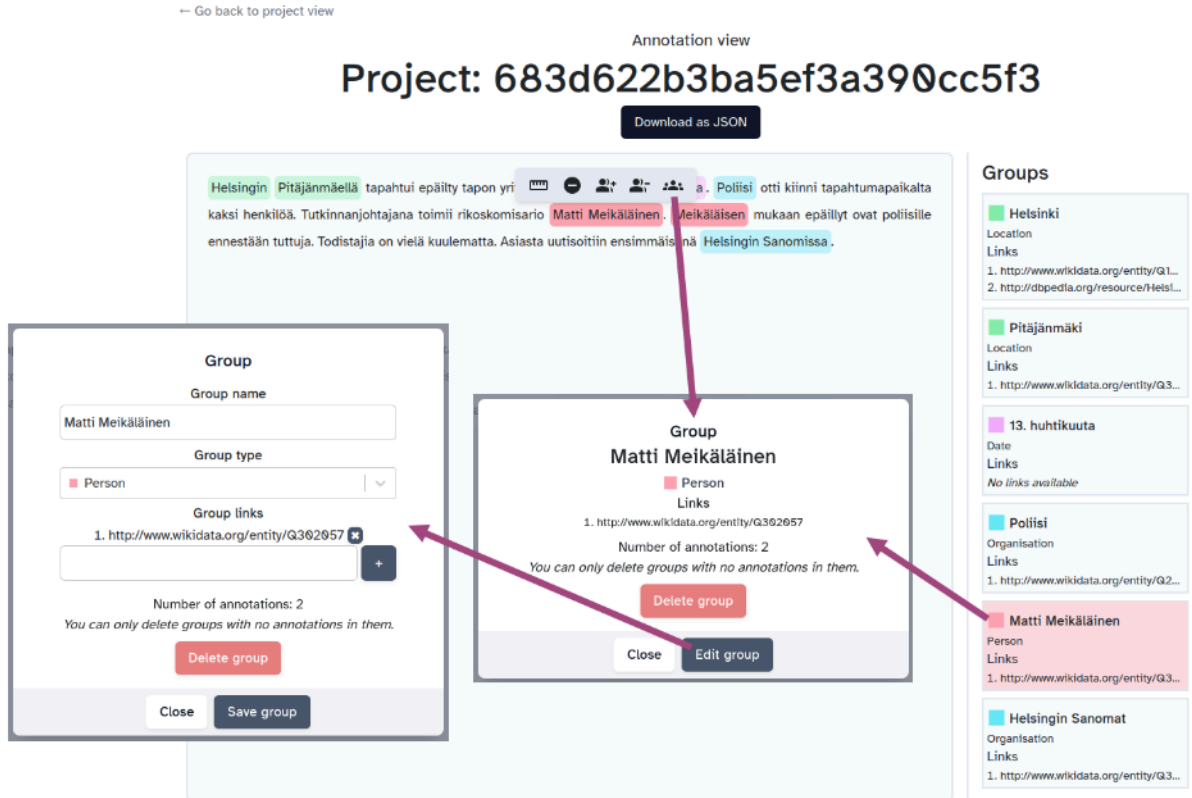 ← Go back to project view
Annotation view
Project: 683d622b3ba5ef3a390cc5f3
Download as JSON
Helsingin Pitäjänmäellä tapahtui epäilty tapon yri a. Poliisi otti kiinni tapahtumapaikalta
kaksi henkilöä. Tutkinnanjohtajana toimii rikoskomisario Matti Meikäläinen. Meikäläisen mukaan epäillyt ovat poliisille
ennestään tuttuja. Todistajia on vielä kuulematta. Asiasta uutisoitiin ensimmäisenä Helsingin Sanomissa.
Groups
Helsinki
Location
Links
1. http://www.wikidata.org/entity/Q1...
2. http://dbpedia.org/resource/Helsi...
Pitäjänmäki
Location
Links
1. http://www.wikidata.org/entity/Q3...
13. huhtikuuta
Date
Links
No links available
Poliisi
Organisation
Links
1. http://www.wikidata.org/entity/Q2...
Matti Meikäläinen
Person
Links
1. http://www.wikidata.org/entity/Q3...
Helsingin Sanomat
Organisation
Links
1. http://www.wikidata.org/entity/Q3...
Group
Group name
Matti Meikäläinen
Group type
Person
Group links
1. http://www.wikidata.org/entity/Q302057
+
Number of annotations: 2
You can only delete groups with no annotations in them.
Delete group
Close
Save group
Group
Matti Meikäläinen
Person
Links
1. http://www.wikidata.org/entity/Q302057
Number of annotations: 2
You can only delete groups with no annotations in them.
Delete group
Close
Edit group